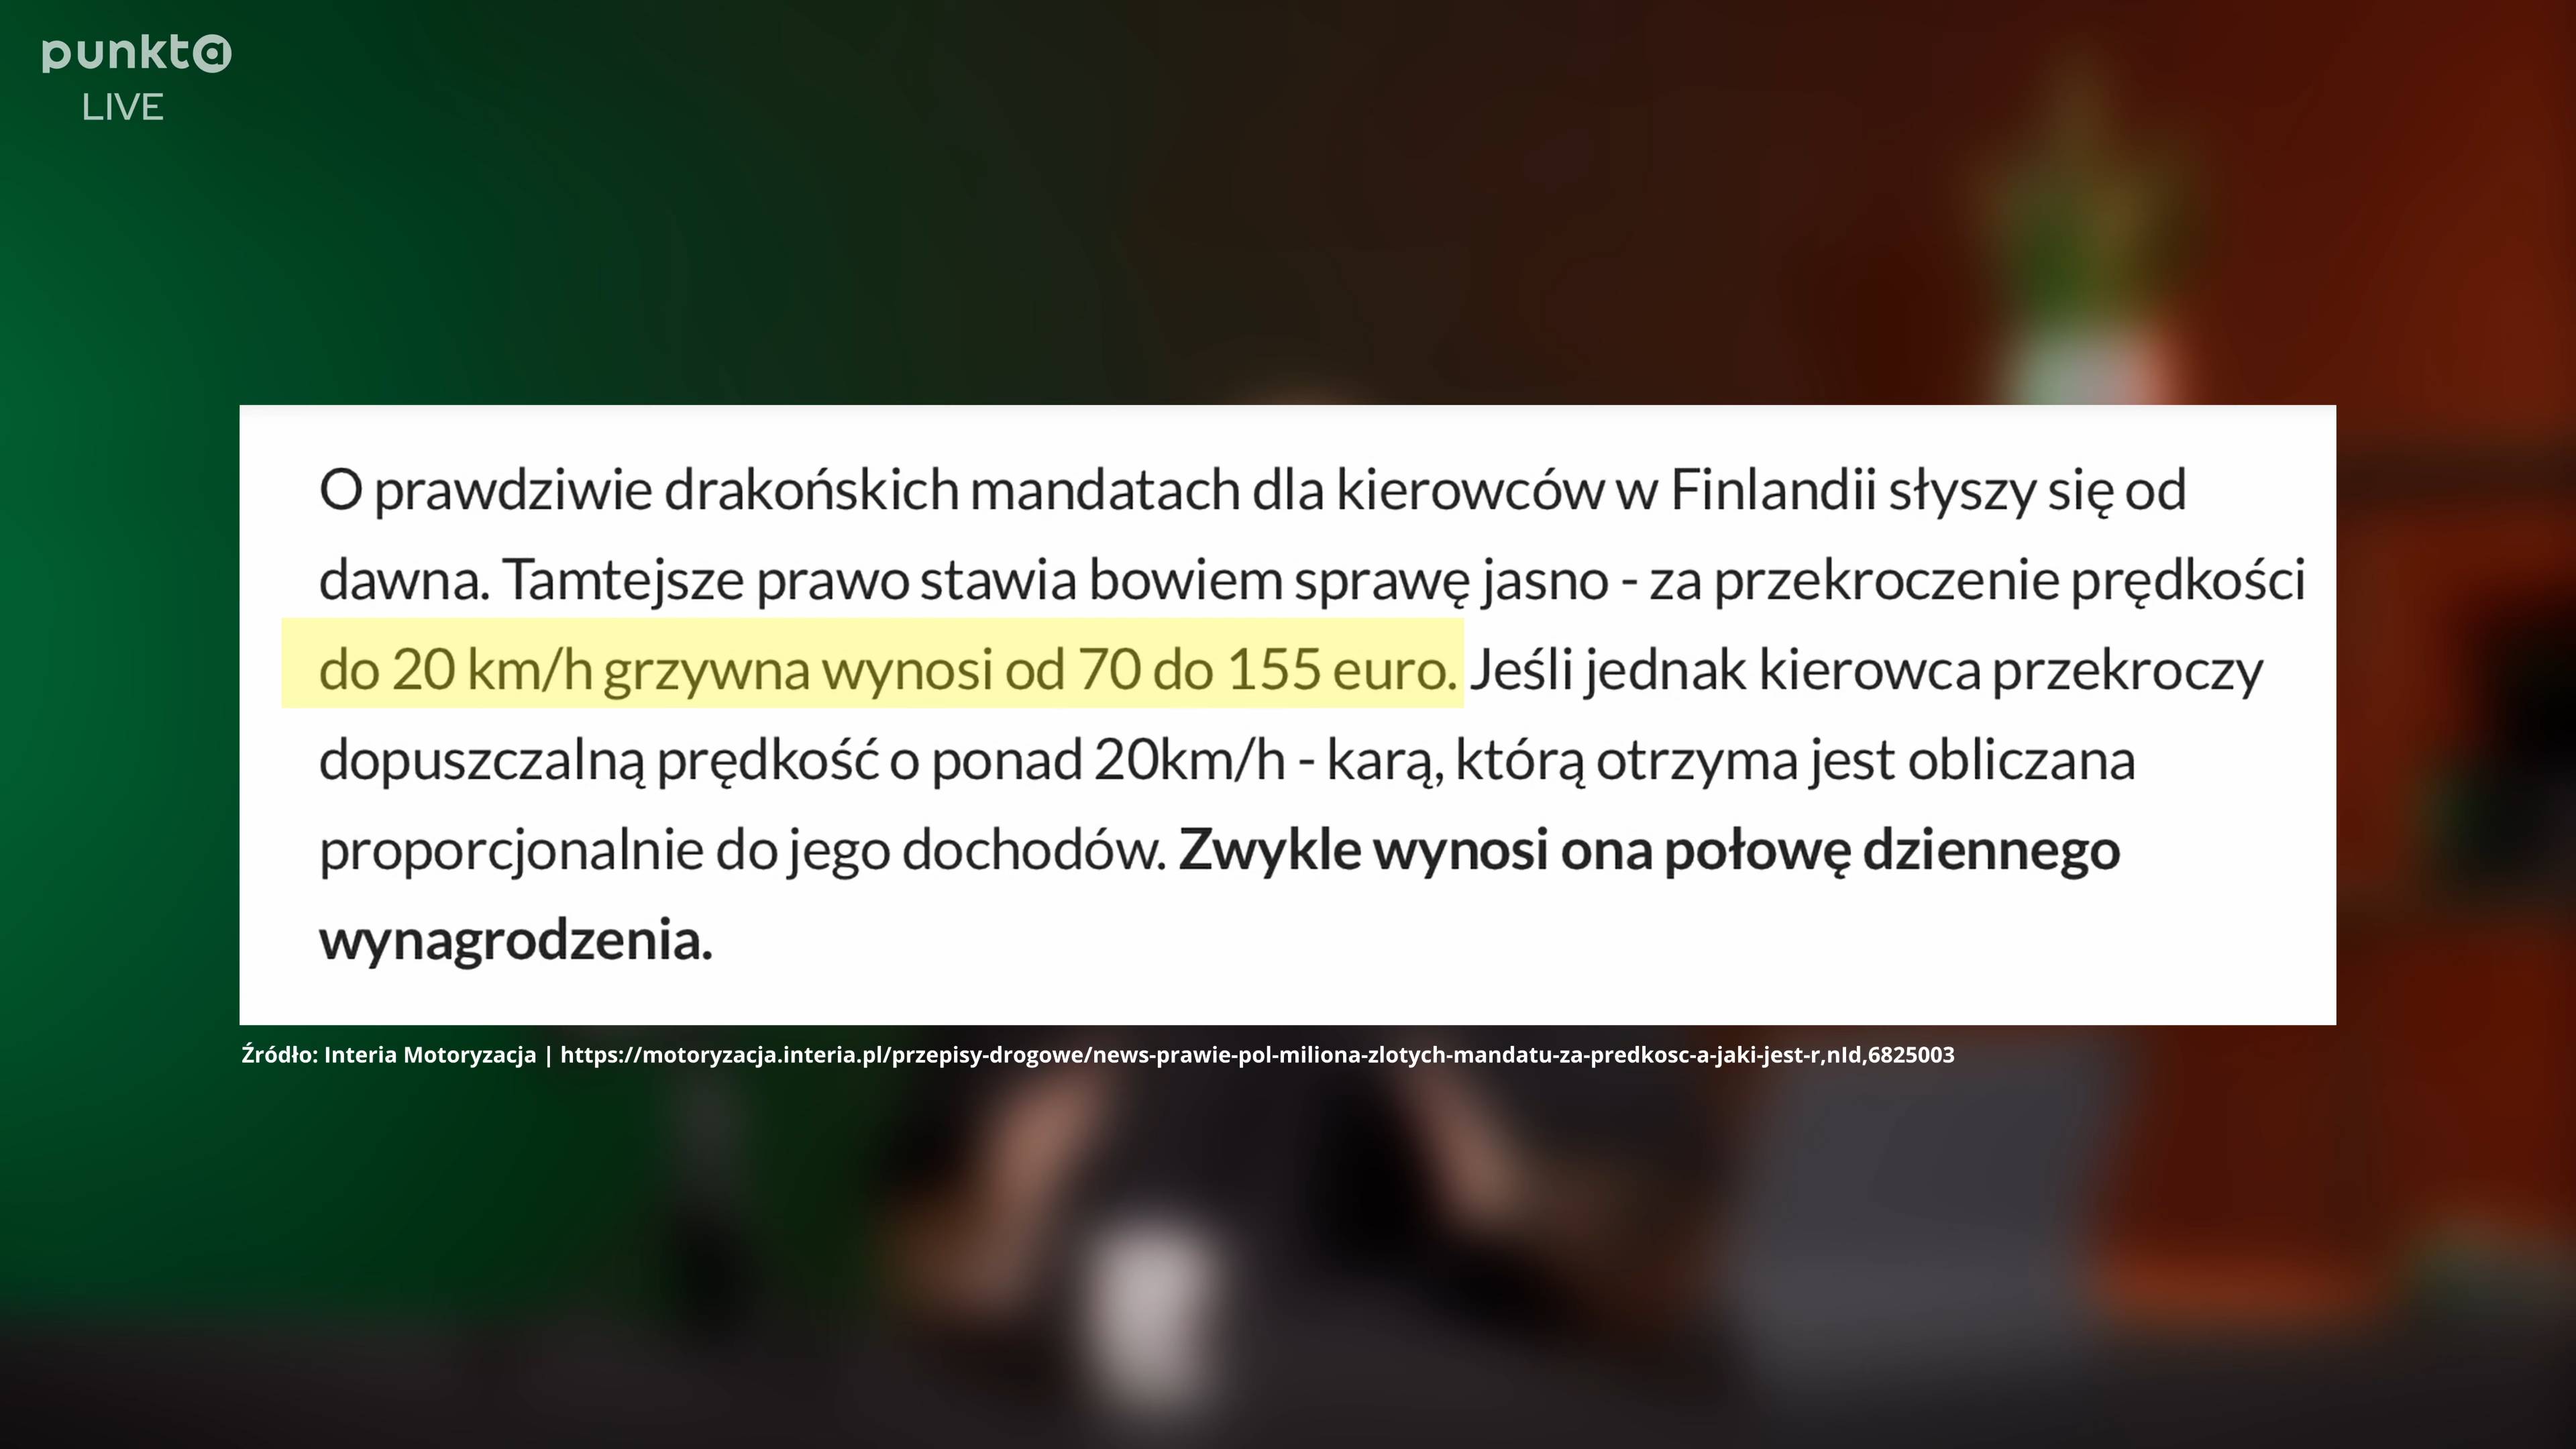 punkta
LIVE
O prawdziwie drakońskich mandatach dla kierowców w Finlandii słyszy się od
dawna. Tamtejsze prawo stawia bowiem sprawę jasno - za przekroczenie prędkości
do 20 km/h grzywna wynosi od 70 do 155 euro. Jeśli jednak kierowca przekroczy
dopuszczalną prędkość o ponad 20km/h - karą, którą otrzyma jest obliczana
proporcjonalnie do jego dochodów. Zwykle wynosi ona połowę dziennego
wynagrodzenia.
Źródło: Interia Motoryzacja | https://motoryzacja.interia.pl/przepisy-drogowe/news-prawie-pol-miliona-zlotych-mandatu-za-predkosc-a-jaki-jest-r,nId,6825003